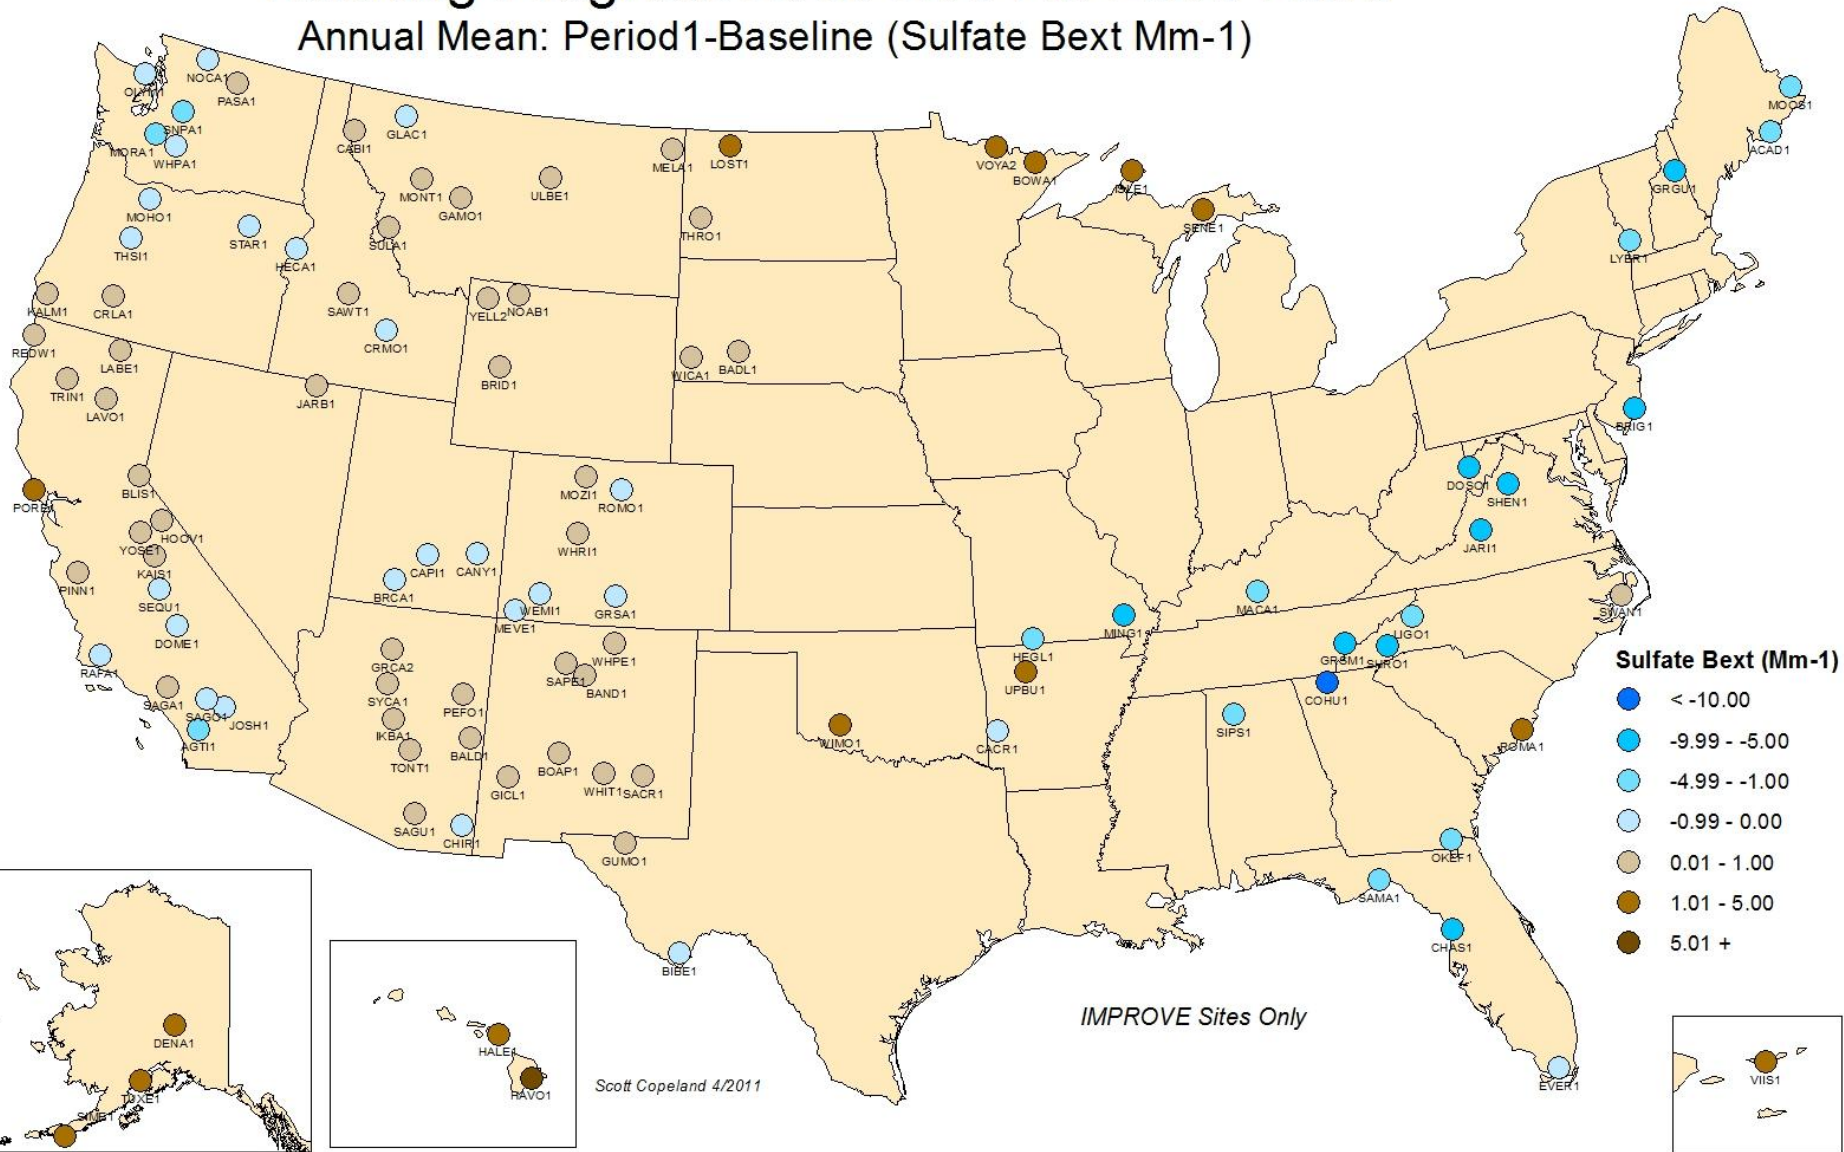 Annual Mean: Period1-Baseline (Sulfate Bext Mm-1)
NOCA1
PASA1
SNPA1
MORA1
WHPA1
MOHO1
THSI1
STAR1
HECA1
KALM1
CRLA1
REDW1
LABE1
TRIN1
LAVO1
CABI1
GLAC1
MONT1
GAMO1
ULBE1
SULA1
SAWT1
CRMO1
JARB1
MELA1
LOST1
THRO1
YELL2
NOAB1
BRID1
WICA1
BADL1
VOYA2
BOWA1
ISLE1
SENE1
MOOS1
ACAD1
GRGU1
LYBR1
BRIG1
DOSO1
SHEN1
JARI1
SWAN1
BLIS1
HOOV1
YOSE1
KAIS1
PINN1
SEQU1
DOME1
RAFA1
SAGA1
SAGO1
JOSH1
AGTI1
MOZI1
ROMO1
WHRI1
CAPI1
CANY1
BRCA1
WEMI1
MEVE1
GRSA1
GRCA2
SYCA1
IKBA1
TONT1
PEFO1
BALD1
SAGU1
CHIR1
WHPE1
SAPE1
BAND1
BOAP1
GICL1
WHIT1
SACR1
GUMO1
BIBE1
WIMO1
MING1
HEGL1
UPBU1
CACR1
MACA1
LIGO1
GRSM1
SHRO1
COHU1
SIPS1
ROMA1
OKEF1
SAMA1
CHAS1
EVER1
Sulfate Bext (Mm-1)
< -10.00
-9.99 - -5.00
-4.99 - -1.00
-0.99 - 0.00
0.01 - 1.00
1.01 - 5.00
5.01 +
IMPROVE Sites Only
Scott Copeland 4/2011
DENA1
TUXE1
SIME1
HALE1
HAVO1
VIIS1